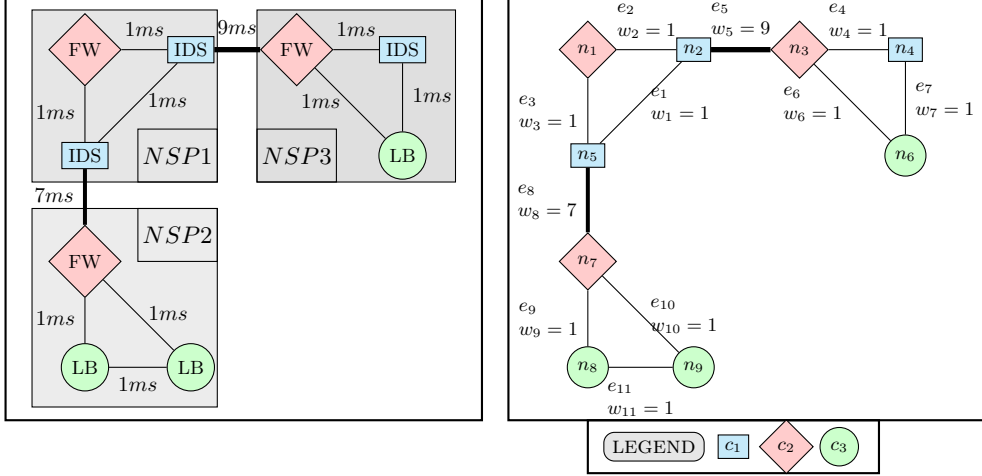 1ms
9ms
1ms
FW
IDS
FW
IDS
1ms
1ms
1ms
1ms
IDS
NSP1
NSP3
LB
7ms
NSP2
FW
1ms
1ms
LB
LB
1ms
e₂
w₂ = 1
e₅
w₅ = 9
e₄
w₄ = 1
n₁
n₂
n₃
n₄
e₃
w₃ = 1
e₁
w₁ = 1
e₆
w₆ = 1
e₇
w₇ = 1
n₅
n₆
e₈
w₈ = 7
n₇
e₉
w₉ = 1
e₁₀
w₁₀ = 1
n₈
n₉
e₁₁
w₁₁ = 1
LEGEND
c₁
c₂
c₃